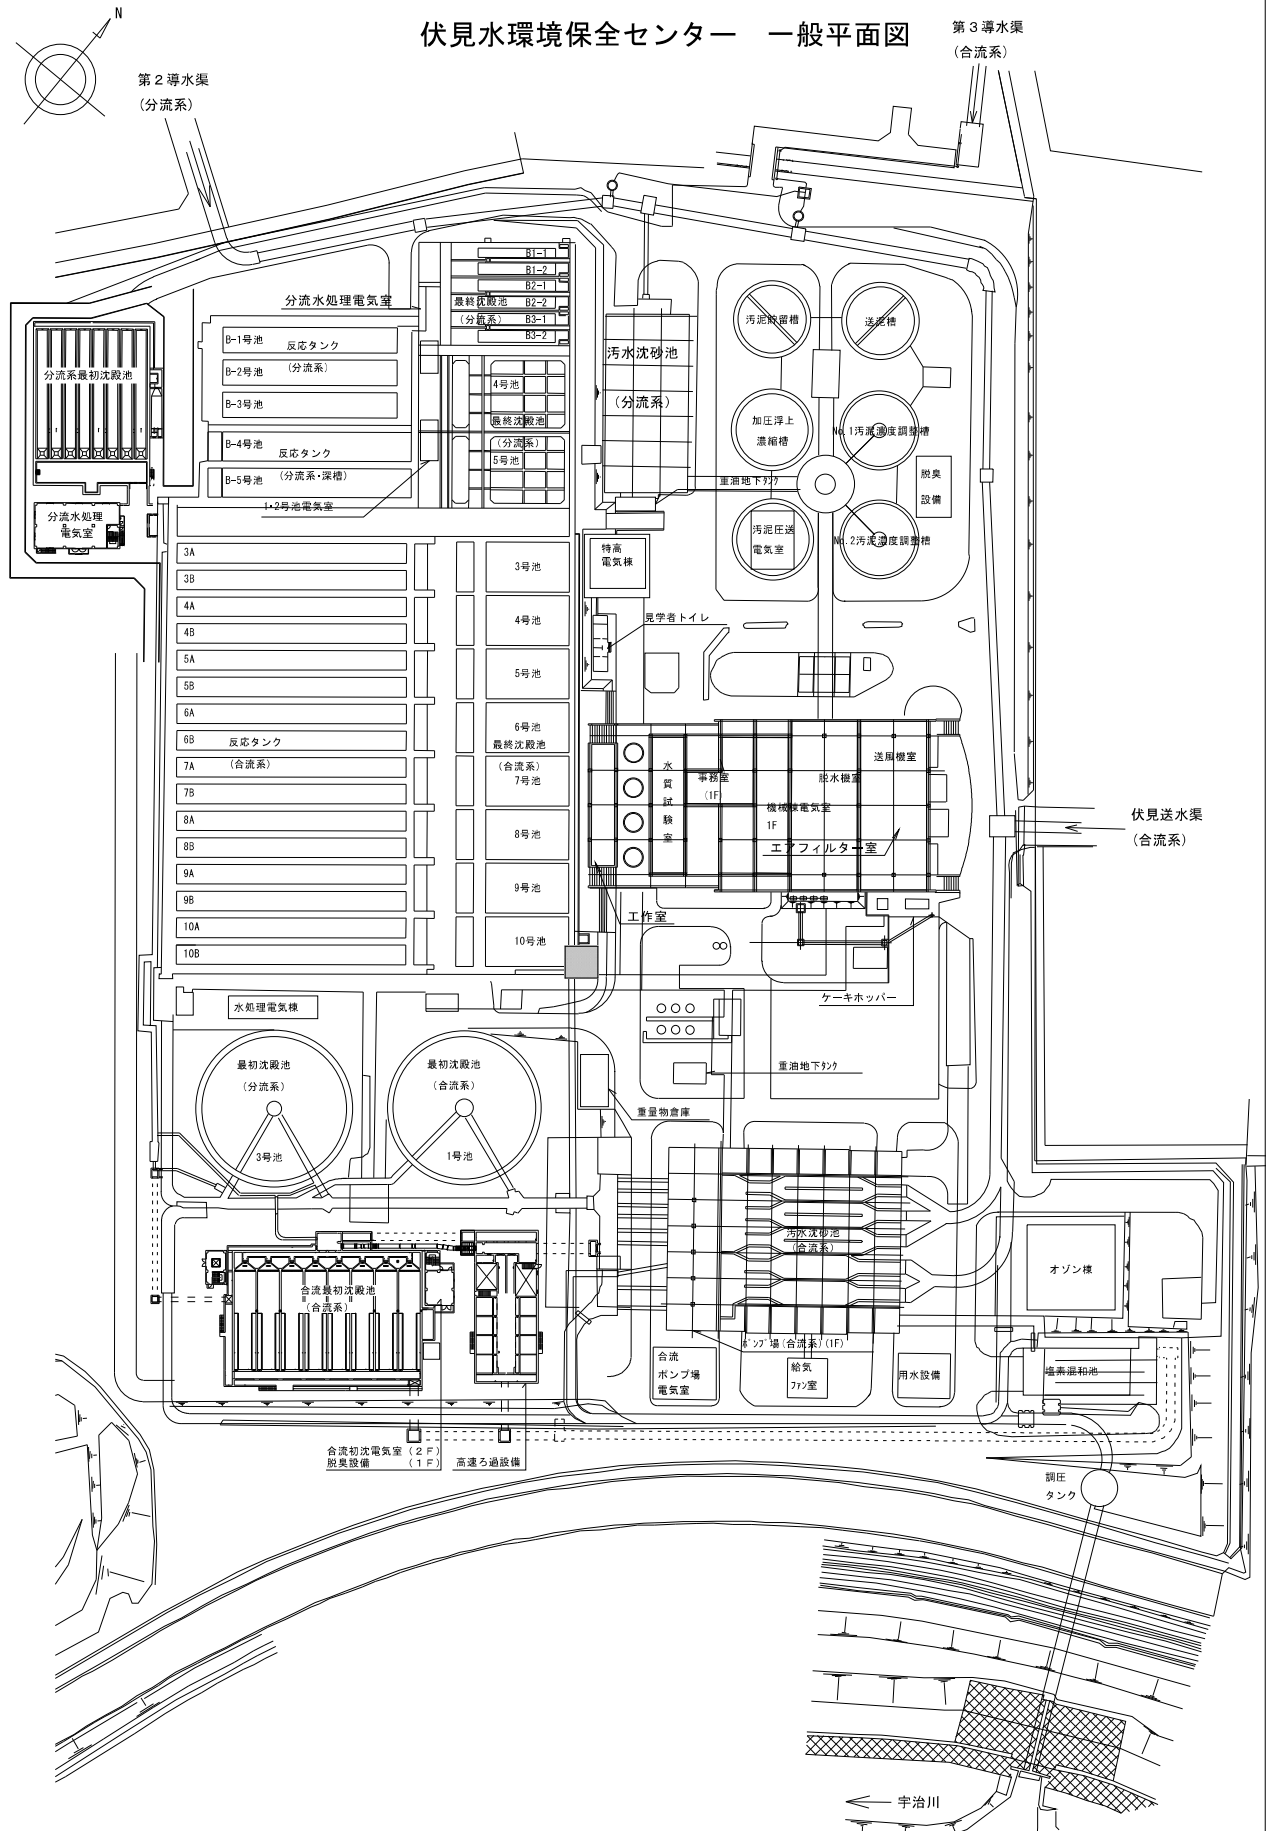 N
伏見水環境保全センター　一般平面図
第３導水渠
(合流系)
第２導水渠
(分流系)
B1-1
B1-2
B2-1
B2-2
B3-1
B3-2
最終沈殿池
(分流系)
分流水処理電気室
B-1号池
反応タンク
B-2号池
(分流系)
B-3号池
B-4号池
反応タンク
B-5号池
(分流系・深槽)
1・2号池電気室
4号池
最終沈殿池
(分流系)
5号池
分流系最初沈殿池
分流水処理
電気室
汚水沈砂池
(分流系)
汚泥貯留槽
送泥槽
加圧浮上
濃縮槽
No.1汚泥濃度調整槽
脱臭
設備
重油地下ﾀﾝｸ
汚泥圧送
電気室
No.2汚泥濃度調整槽
特高
電気棟
見学者トイレ
3A
3B
4A
4B
5A
5B
6A
6B
反応タンク
7A
(合流系)
7B
8A
8B
9A
9B
10A
10B
3号池
4号池
5号池
6号池
最終沈殿池
(合流系)
7号池
8号池
9号池
10号池
水質試験室
事務室
(1F)
送風機室
脱水機室
機械棟電気室
1F
エアフィルター室
工作室
伏見送水渠
(合流系)
ケーキホッパー
水処理電気棟
最初沈殿池
(分流系)
3号池
最初沈殿池
(合流系)
1号池
重油地下ﾀﾝｸ
重量物倉庫
汚水沈砂池
(合流系)
オゾン棟
合流最初沈殿池
(合流系)
ﾎﾟﾝﾌﾟ場(合流系)(1F)
合流
ポンプ場
電気室
給気
ﾌｧﾝ室
用水設備
塩素混和池
合流初沈電気室(２Ｆ)
脱臭設備　(１Ｆ)
高速ろ過設備
調圧
タンク
宇治川